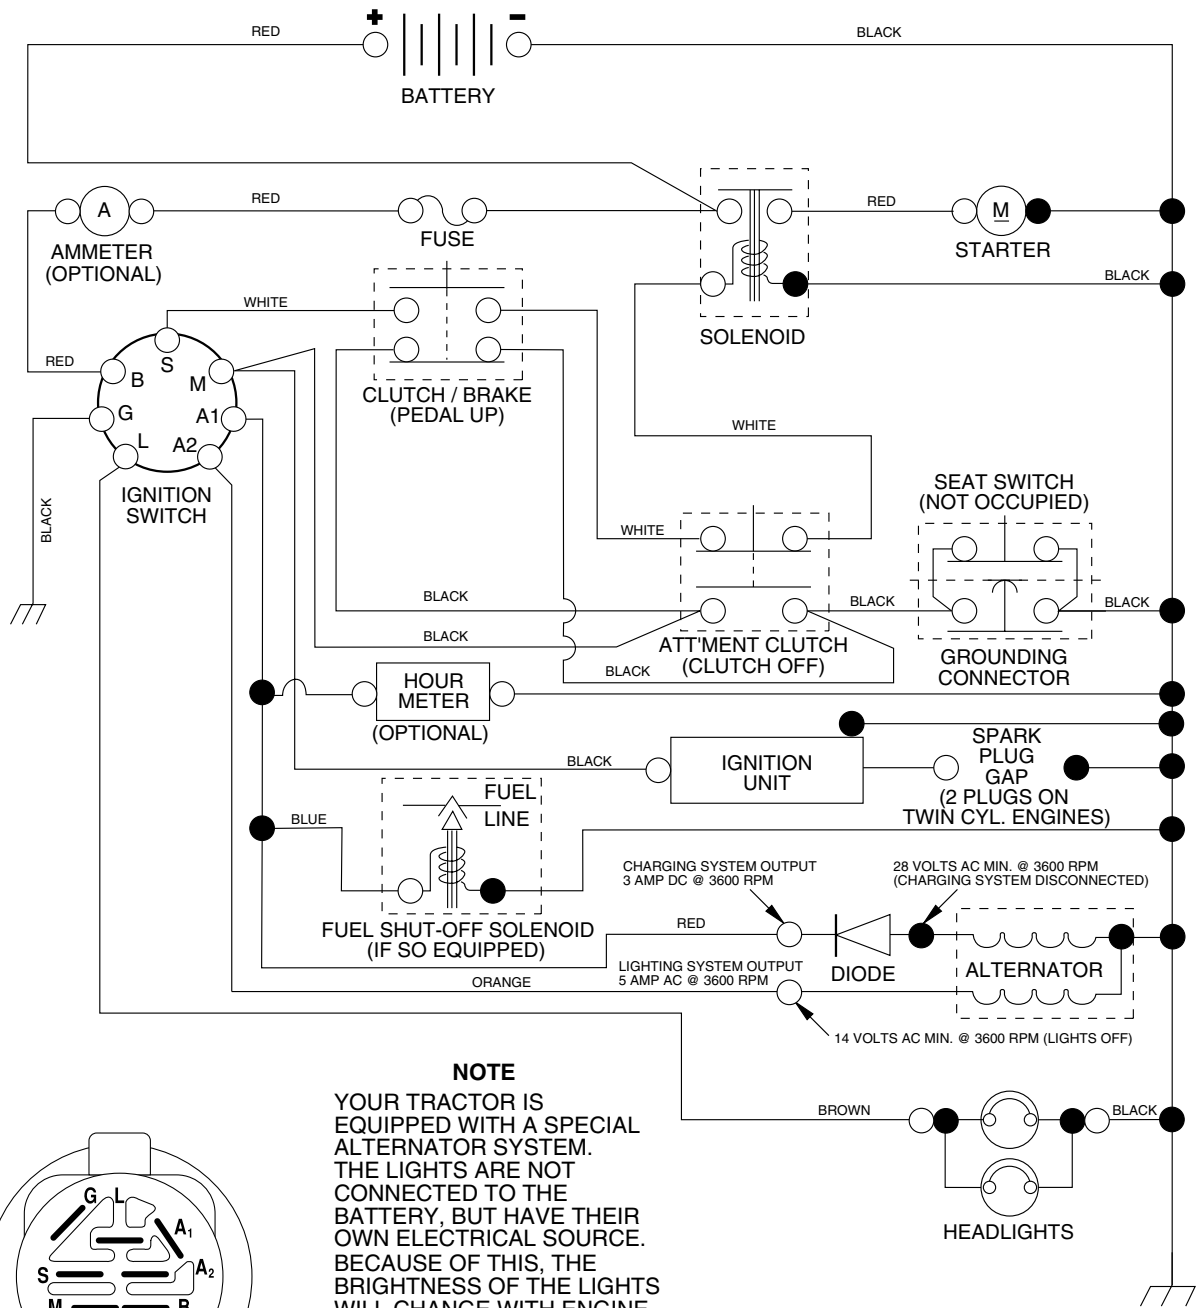 + -
RED
BLACK
BATTERY
A
RED
RED
M
AMMETER
(OPTIONAL)
FUSE
STARTER
BLACK
WHITE
SOLENOID
RED
S
B
M
G
A1
L
A2
CLUTCH / BRAKE
(PEDAL UP)
WHITE
IGNITION
SWITCH
BLACK
SEAT SWITCH
(NOT OCCUPIED)
WHITE
BLACK
BLACK
BLACK
BLACK
ATT'MENT CLUTCH
(CLUTCH OFF)
GROUNDING
CONNECTOR
BLACK
HOUR
METER
(OPTIONAL)
BLACK
IGNITION
UNIT
SPARK
PLUG
GAP
(2 PLUGS ON
TWIN CYL. ENGINES)
FUEL
LINE
BLUE
CHARGING SYSTEM OUTPUT
3 AMP DC @ 3600 RPM
28 VOLTS AC MIN. @ 3600 RPM
(CHARGING SYSTEM DISCONNECTED)
FUEL SHUT-OFF SOLENOID
(IF SO EQUIPPED)
RED
LIGHTING SYSTEM OUTPUT
5 AMP AC @ 3600 RPM
DIODE
ALTERNATOR
ORANGE
14 VOLTS AC MIN. @ 3600 RPM (LIGHTS OFF)
NOTE
YOUR TRACTOR IS
EQUIPPED WITH A SPECIAL
ALTERNATOR SYSTEM.
THE LIGHTS ARE NOT
CONNECTED TO THE
BATTERY, BUT HAVE THEIR
OWN ELECTRICAL SOURCE.
BECAUSE OF THIS, THE
BRIGHTNESS OF THE LIGHTS
WILL CHANGE WITH ENGINE
BROWN
BLACK
HEADLIGHTS
G L
A1
A2
S
M
B